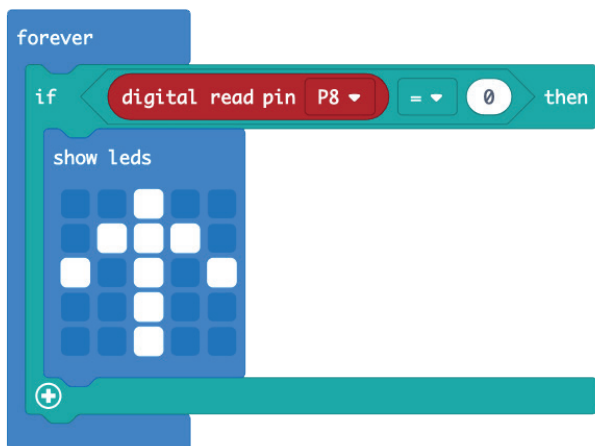 forever
if digital read pin P8 = 0 then
show leds